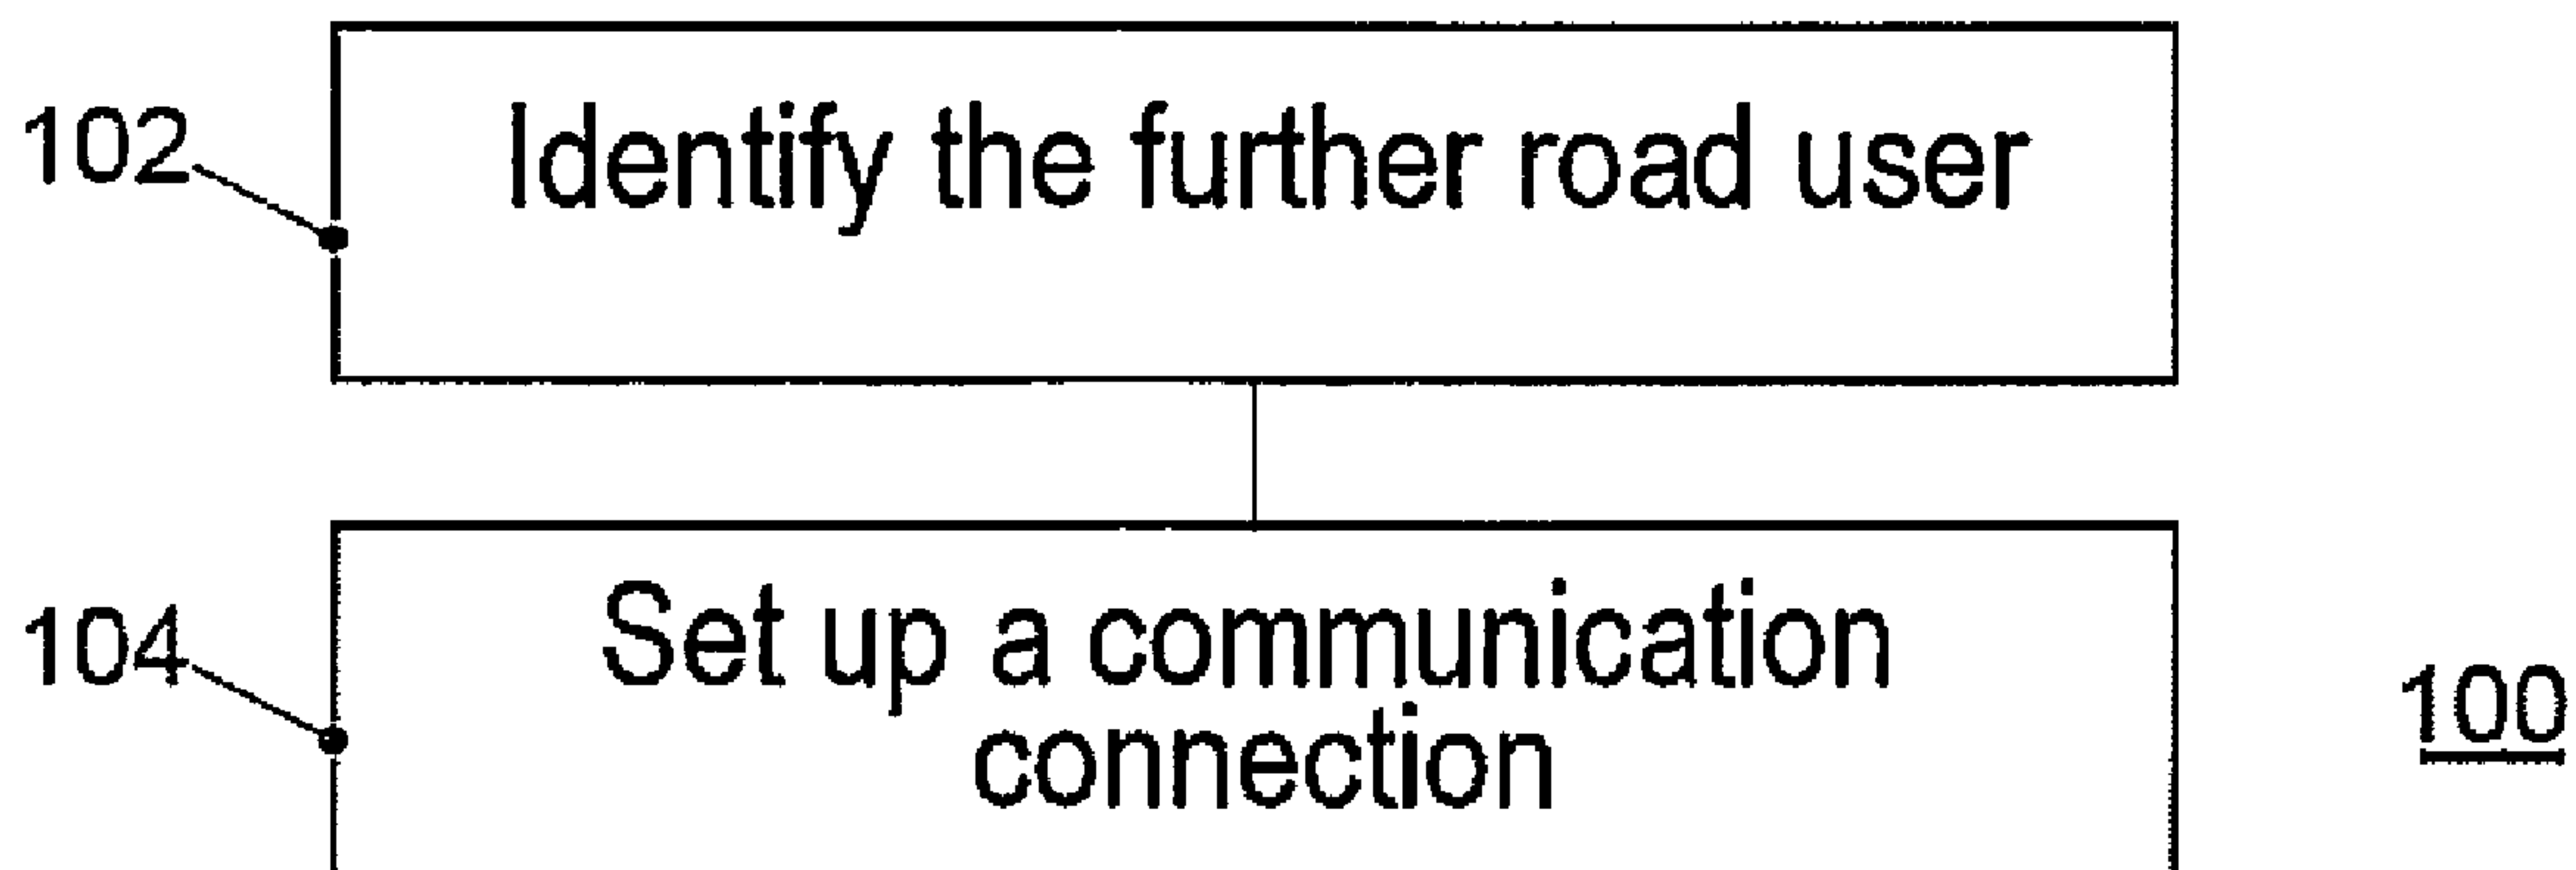 102
Identify the further road user
104
Set up a communication
connection
100